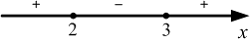 + − +
2 3
x